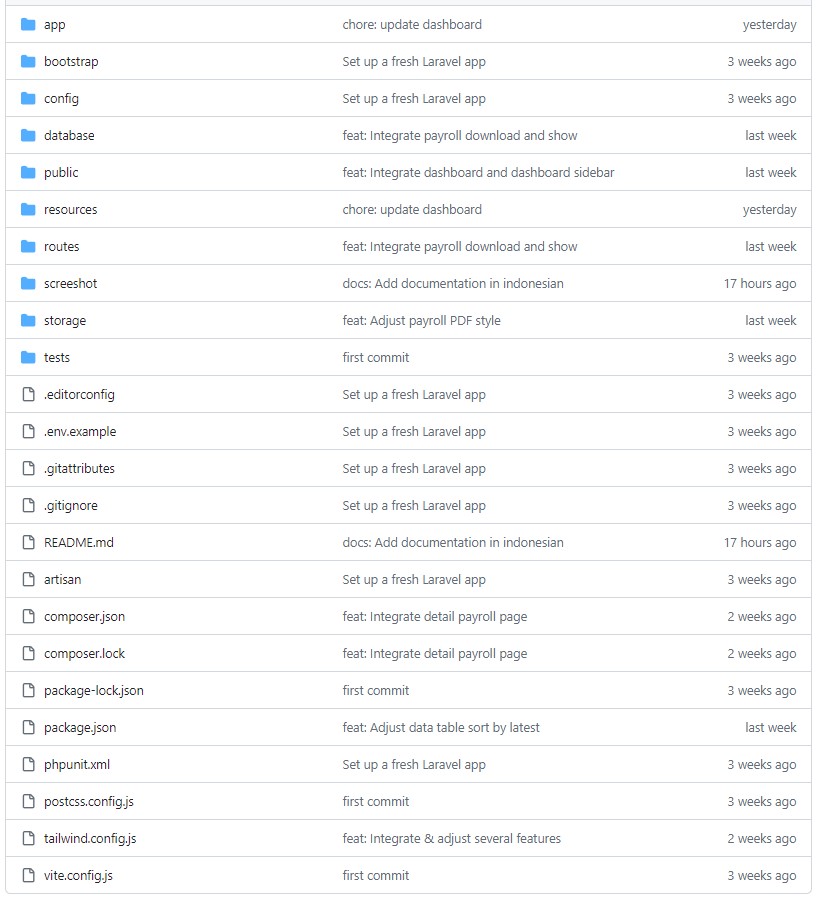 app chore: update dashboard yesterday
bootstrap Set up a fresh Laravel app 3 weeks ago
config Set up a fresh Laravel app 3 weeks ago
database feat: Integrate payroll download and show last week
public feat: Integrate dashboard and dashboard sidebar last week
resources chore: update dashboard yesterday
routes feat: Integrate payroll download and show last week
screeshot docs: Add documentation in indonesian 17 hours ago
storage feat: Adjust payroll PDF style last week
tests first commit 3 weeks ago
.editorconfig Set up a fresh Laravel app 3 weeks ago
.env.example Set up a fresh Laravel app 3 weeks ago
.gitattributes Set up a fresh Laravel app 3 weeks ago
.gitignore Set up a fresh Laravel app 3 weeks ago
README.md docs: Add documentation in indonesian 17 hours ago
artisan Set up a fresh Laravel app 3 weeks ago
composer.json feat: Integrate detail payroll page 2 weeks ago
composer.lock feat: Integrate detail payroll page 2 weeks ago
package-lock.json first commit 3 weeks ago
package.json feat: Adjust data table sort by latest last week
phpunit.xml Set up a fresh Laravel app 3 weeks ago
postcss.config.js first commit 3 weeks ago
tailwind.config.js feat: Integrate & adjust several features 2 weeks ago
vite.config.js first commit 3 weeks ago